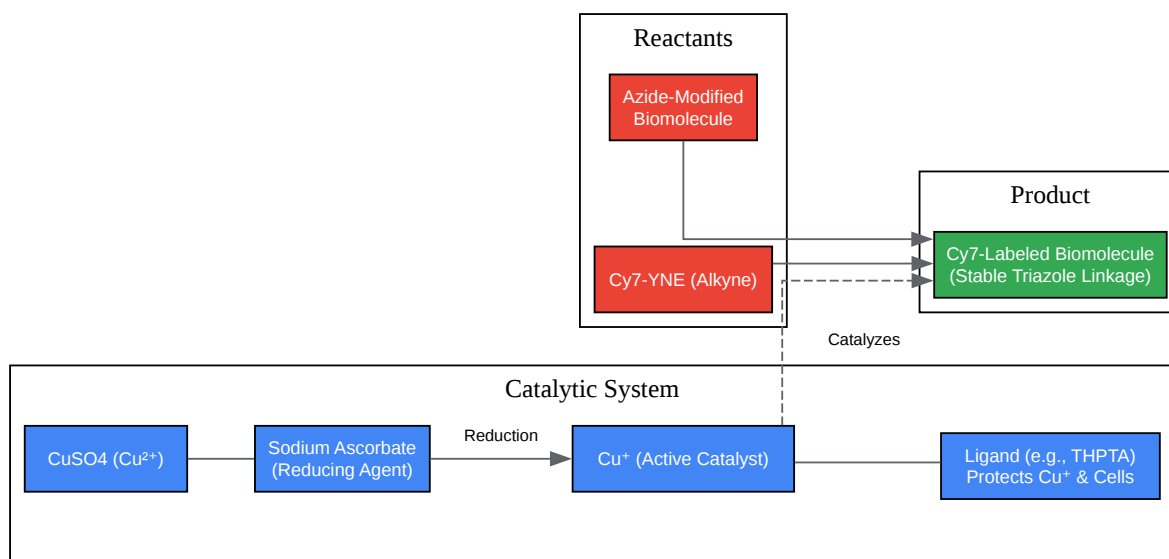 Reactants
Azide-Modified
Biomolecule
Product
Cy7-YNE (Alkyne)
Cy7-Labeled Biomolecule
(Stable Triazole Linkage)
Catalyzes
Catalytic System
CuSO4 (Cu²⁺)
Sodium Ascorbate
(Reducing Agent)
Reduction
Cu⁺ (Active Catalyst)
Ligand (e.g., THPTA)
Protects Cu⁺ & Cells